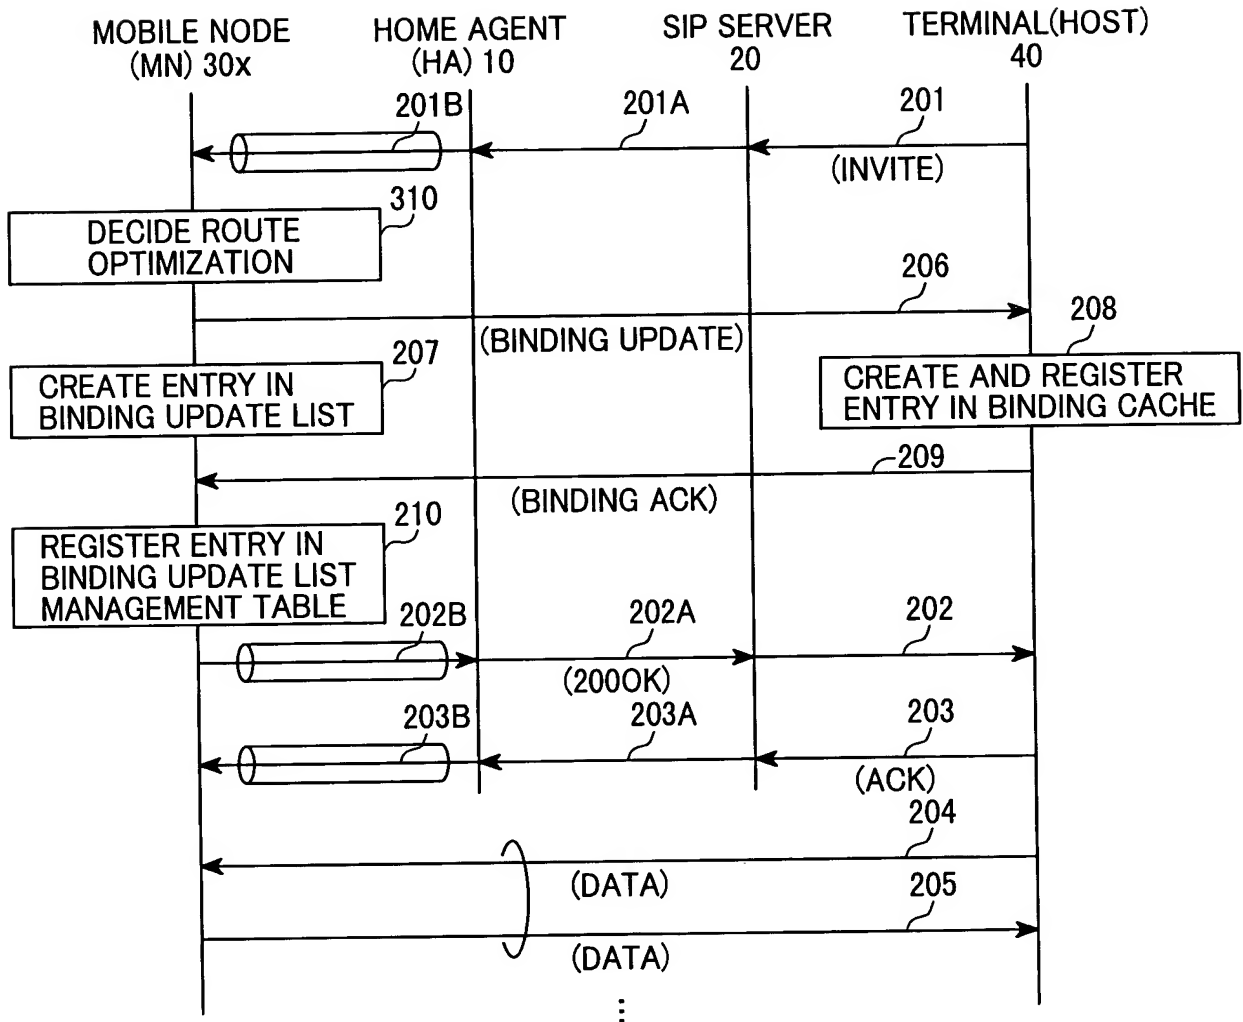 MOBILE NODE
(MN) 30x
HOME AGENT
(HA) 10
SIP SERVER
20
TERMINAL(HOST)
40
201B
201A
201
(INVITE)
310
DECIDE ROUTE
OPTIMIZATION
206
(BINDING UPDATE)
207
CREATE ENTRY IN
BINDING UPDATE LIST
208
CREATE AND REGISTER
ENTRY IN BINDING CACHE
209
(BINDING ACK)
210
REGISTER ENTRY IN
BINDING UPDATE LIST
MANAGEMENT TABLE
202B
202A
202
(200OK)
203B
203A
203
(ACK)
204
(DATA)
205
(DATA)
⋮